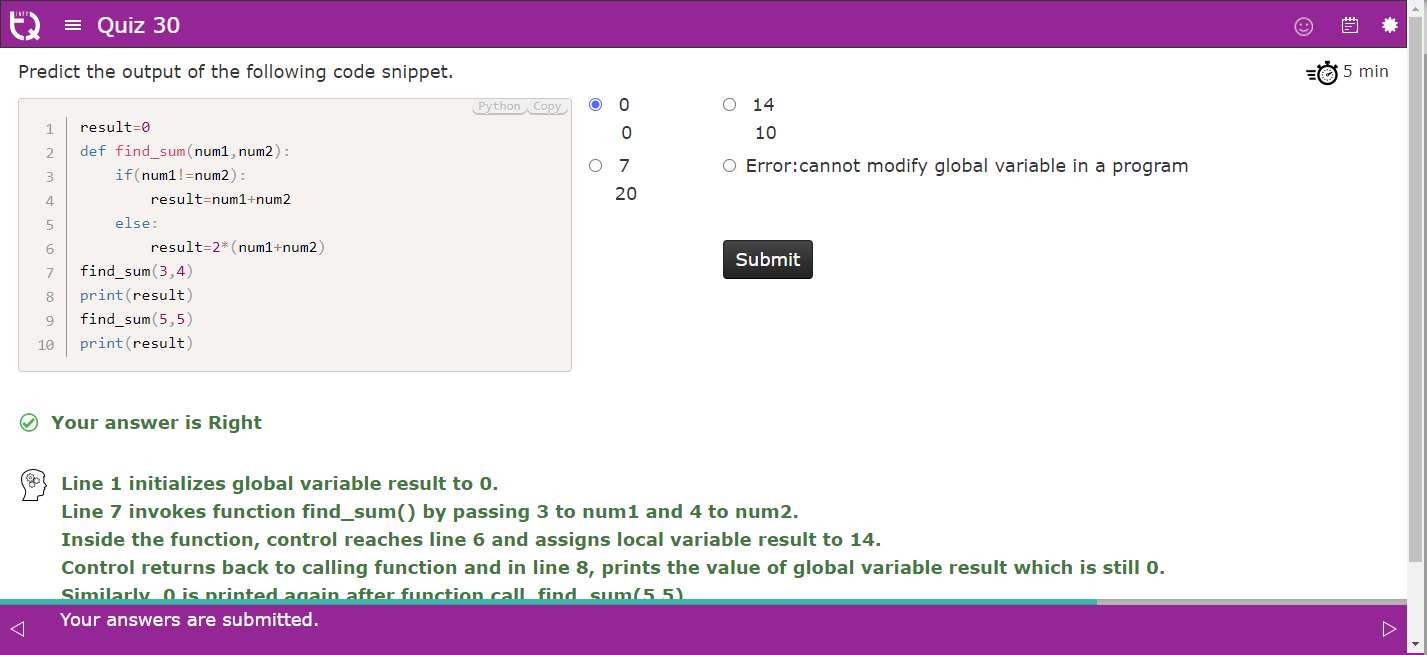 Quiz 30
Predict the output of the following code snippet.
5 min
Python Copy
1 result=0
2 def find_sum(num1,num2):
3     if(num1!=num2):
4         result=num1+num2
5     else:
6         result=2*(num1+num2)
7 find_sum(3,4)
8 print(result)
9 find_sum(5,5)
10 print(result)
0
0
14
10
7
20
Error:cannot modify global variable in a program
Submit
Your answer is Right
Line 1 initializes global variable result to 0.
Line 7 invokes function find_sum() by passing 3 to num1 and 4 to num2.
Inside the function, control reaches line 6 and assigns local variable result to 14.
Control returns back to calling function and in line 8, prints the value of global variable result which is still 0.
Similarly, 0 is printed again after function call, find_sum(5,5)
Your answers are submitted.